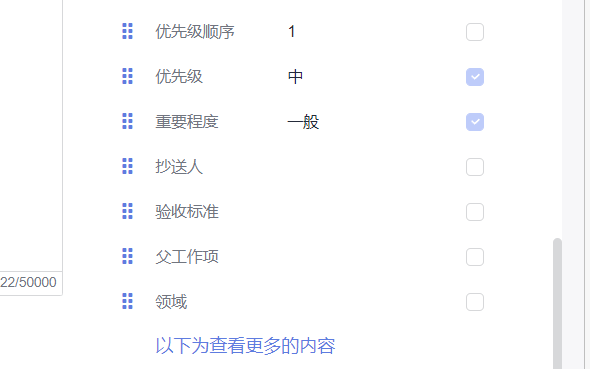 优先级顺序 1
优先级 中
重要程度 一般
抄送人
验收标准
父工作项
22/50000
领域
以下为查看更多的内容